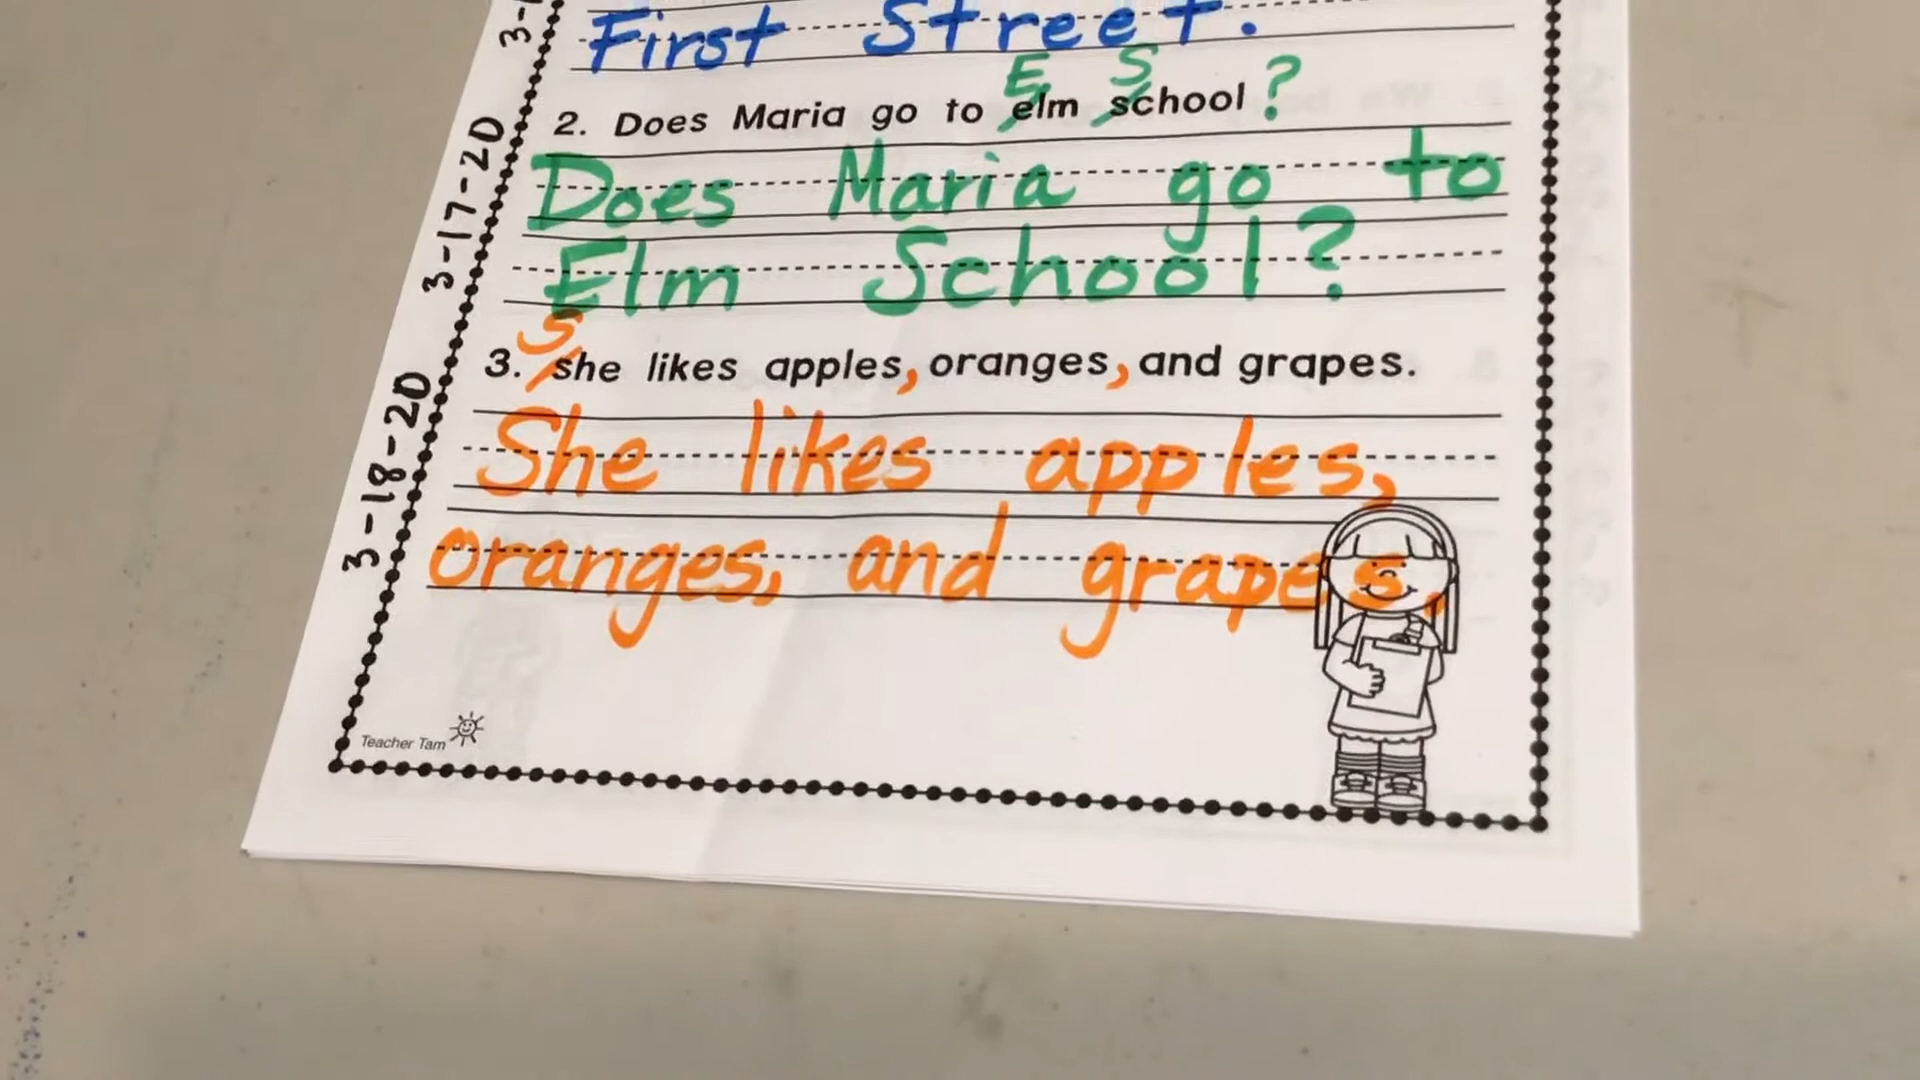 3-
First Street.
E S
2. Does Maria go to elm school?
3-17-20
Does Maria go to
Elm School?
S
3. she likes apples, oranges, and grapes.
3-18-20
She likes apples,
oranges, and grapes.
Teacher Tam